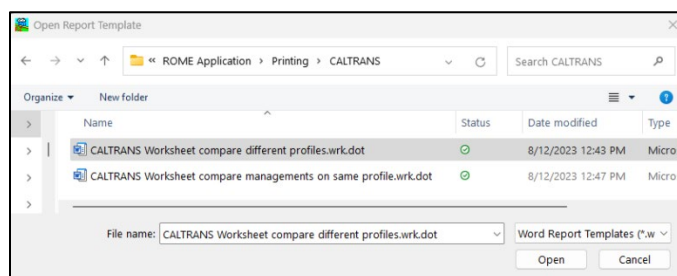 Open Report Template
« ROME Application > Printing > CALTRANS
Search CALTRANS
Organize
New folder
Name Status Date modified Type
CALTRANS Worksheet compare different profiles.wrk.dot 8/12/2023 12:43 PM Micro
CALTRANS Worksheet compare managements on same profile.wrk.dot 8/12/2023 12:47 PM Micro
File name: CALTRANS Worksheet compare different profiles.wrk.dot Word Report Templates (*.w
Open Cancel